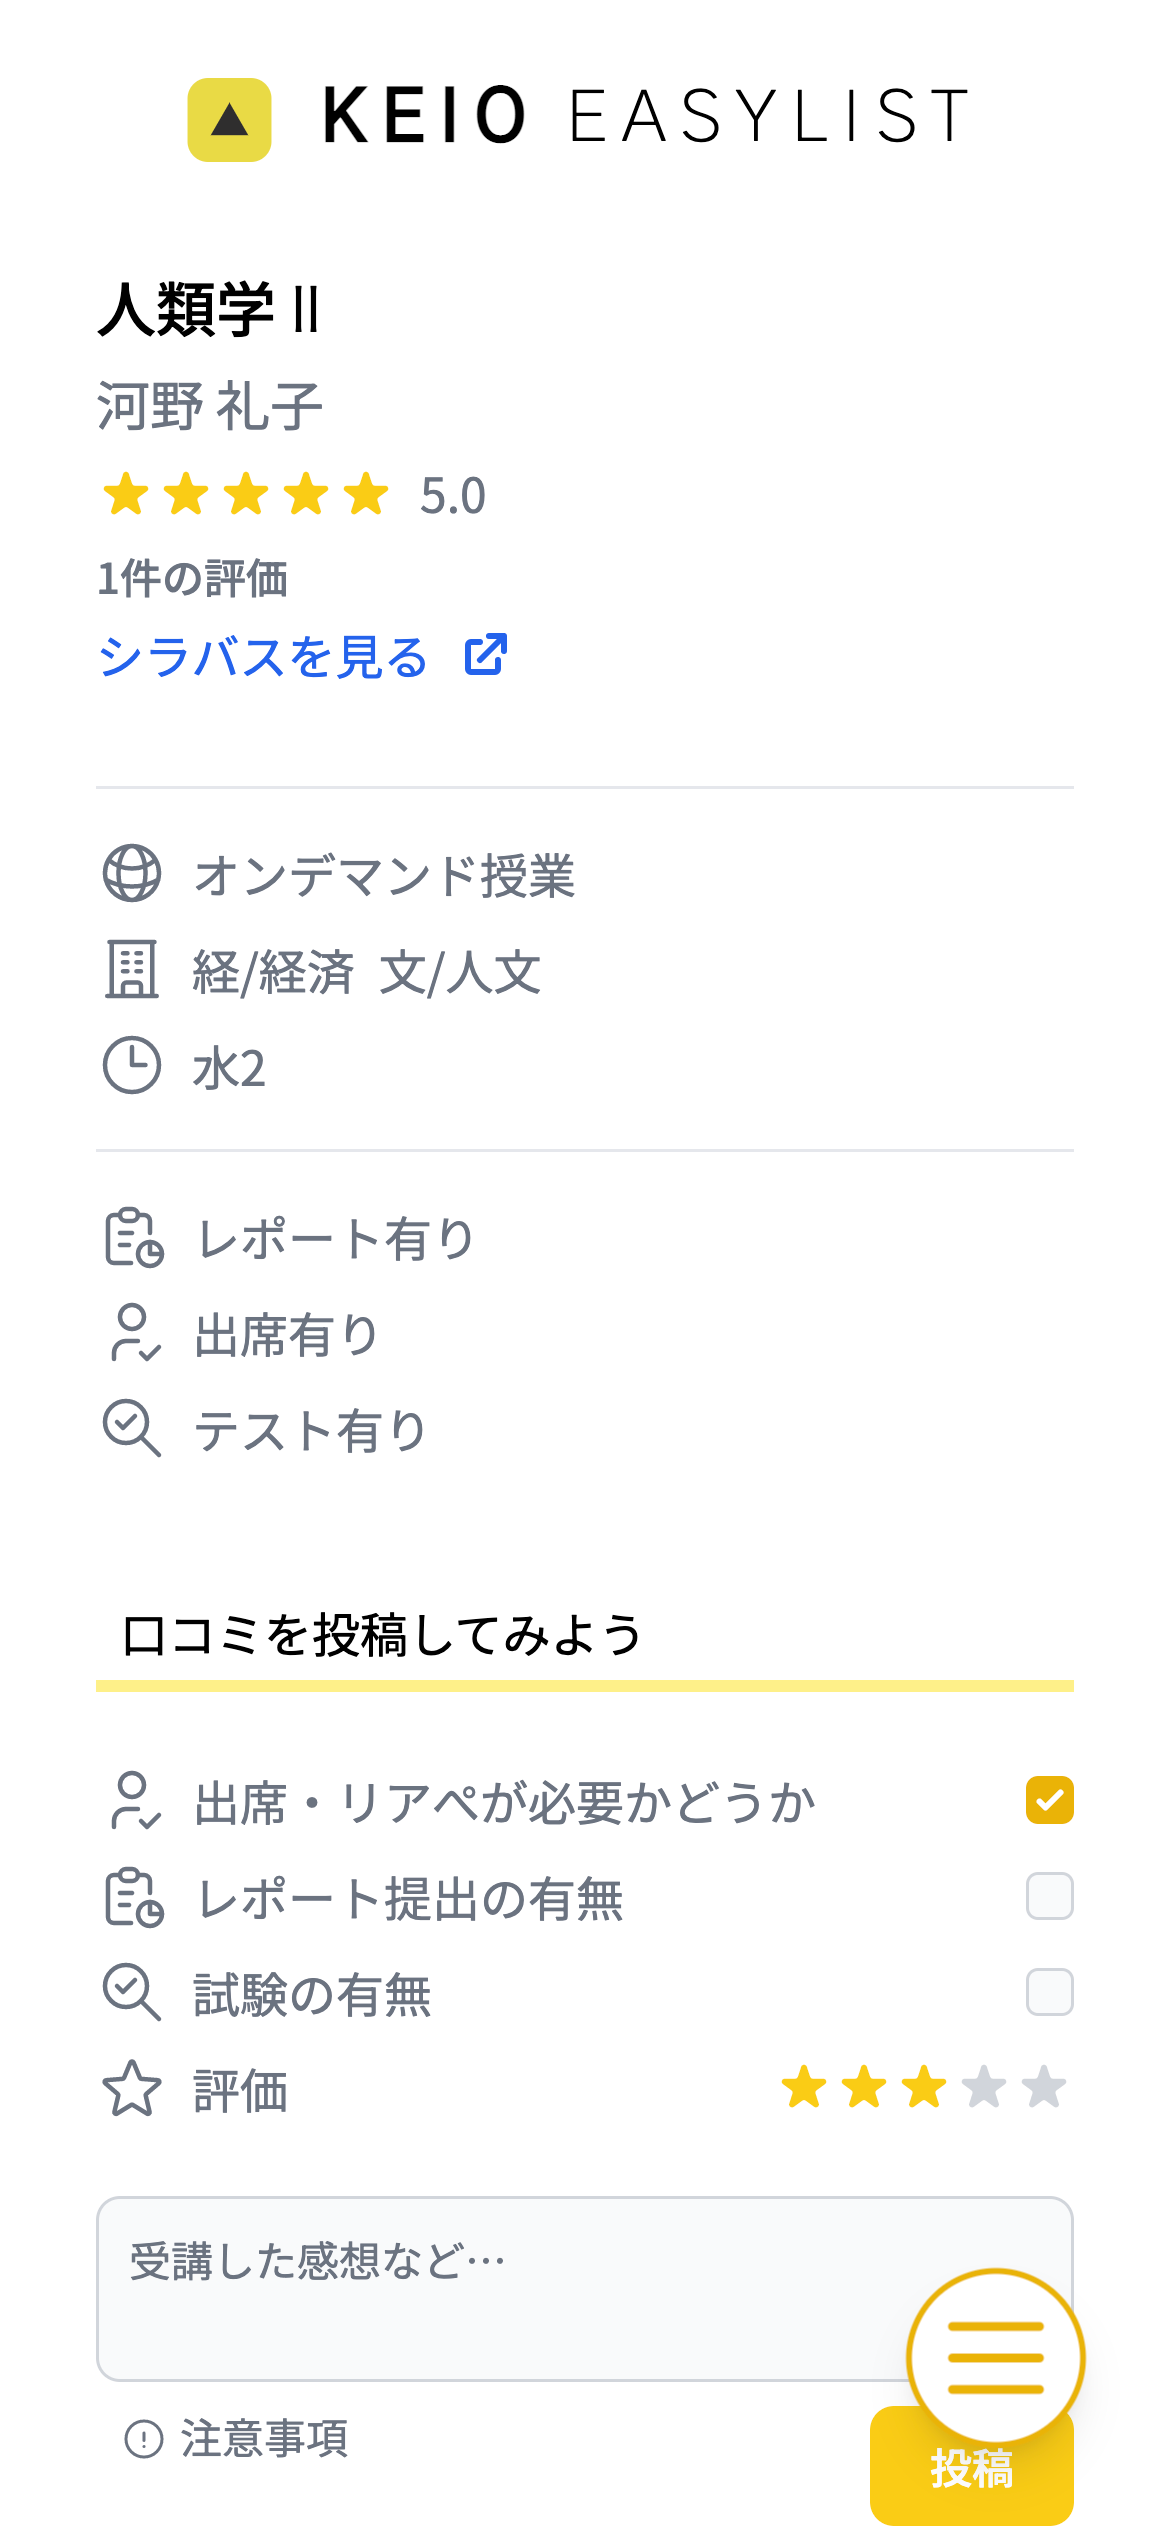 KEIO EASYLIST
人類学Ⅱ
河野 礼子
5.0
1件の評価
シラバスを見る
オンデマンド授業
経/経済 文/人文
水2
レポート有り
出席有り
テスト有り
口コミを投稿してみよう
出席・リアペが必要かどうか
レポート提出の有無
試験の有無
評価
受講した感想など…
注意事項
投稿